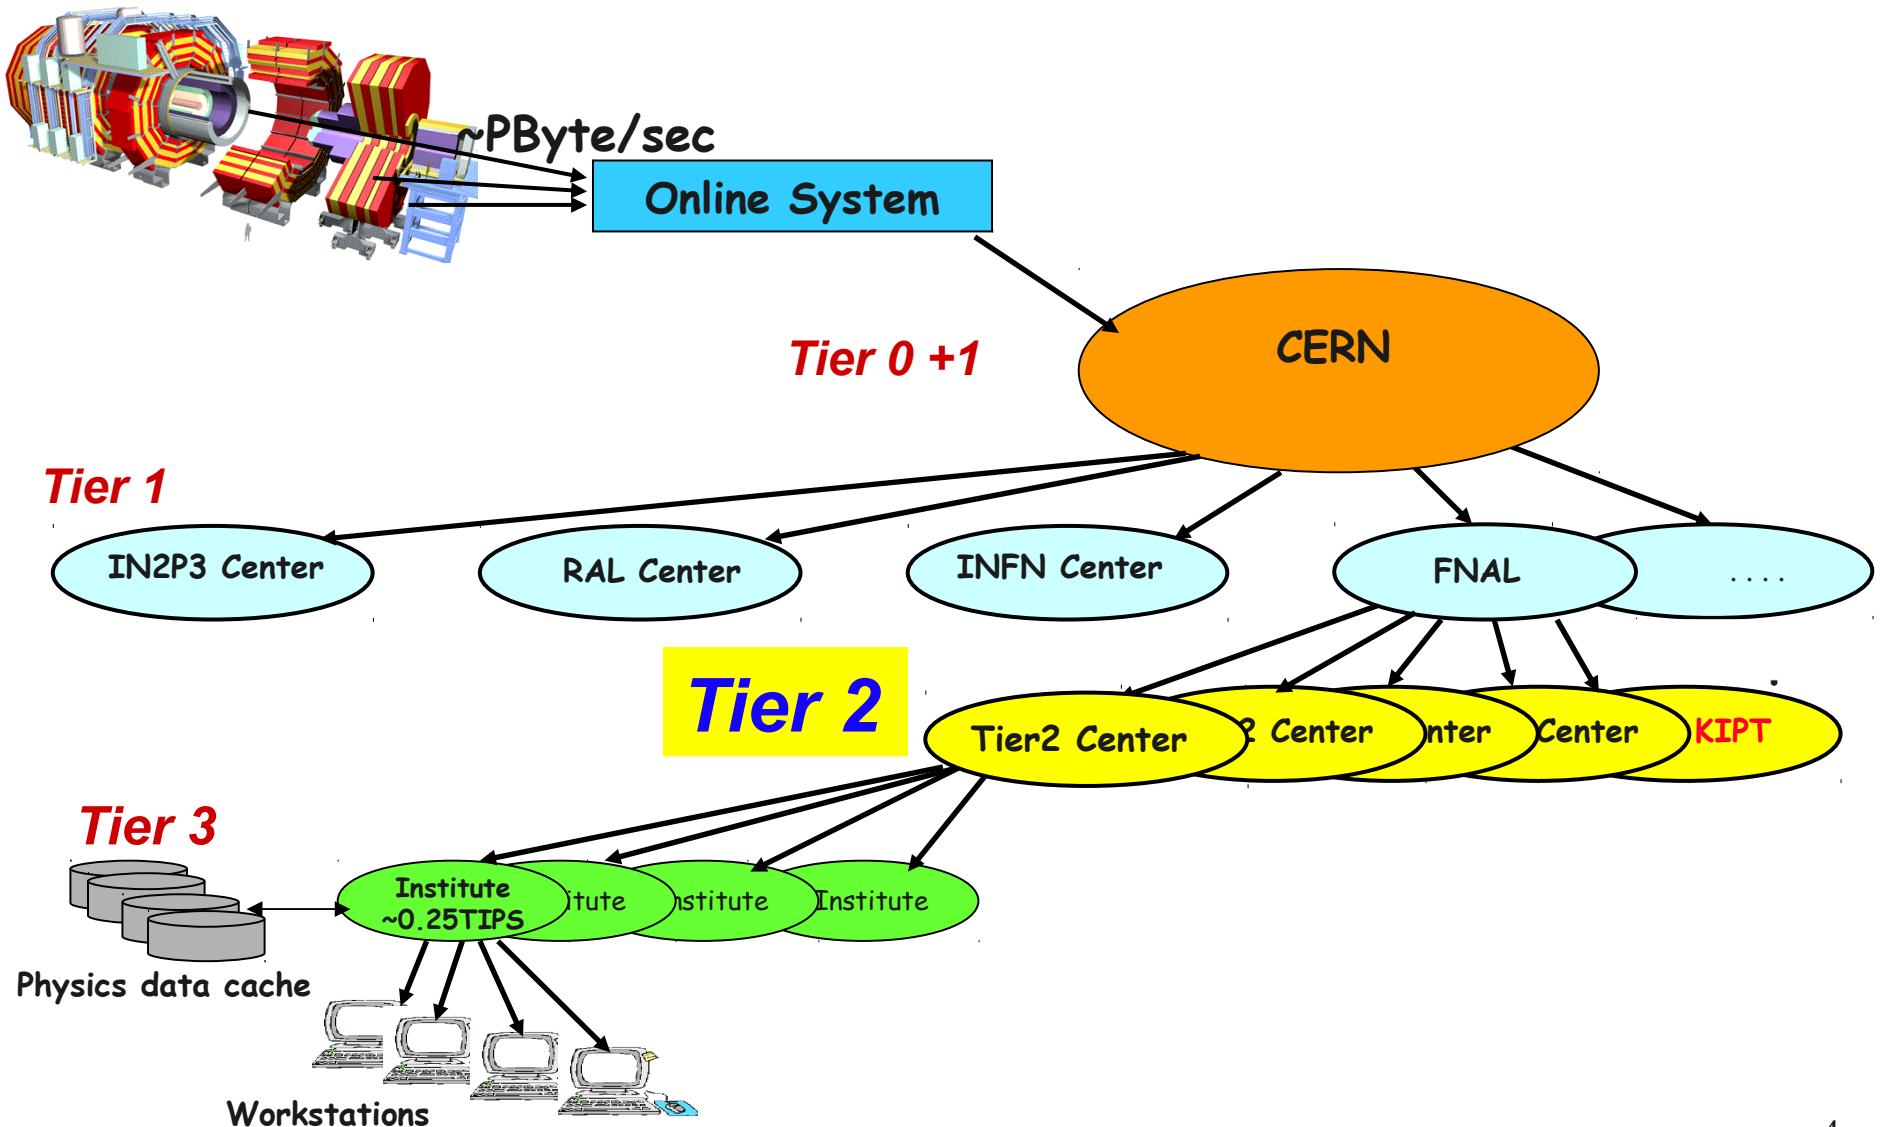 ~PByte/sec
Online System
CERN
Tier 0 +1
Tier 1
IN2P3 Center
RAL Center
INFN Center
FNAL
. . . .
Tier 2
Tier2 Center
2 Center
nter
Center
KIPT
Tier 3
Institute
~0.25TIPS
itute
nstitute
Institute
Physics data cache
Workstations